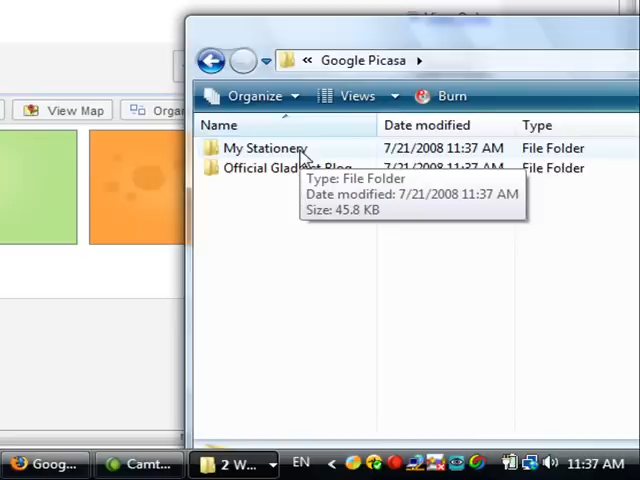 Google Picasa
Organize Views Burn
View Map Organ
Name Date modified Type
My Stationery 7/21/2008 11:37 AM File Folder
Official Glad Blog 7/21/2008 11:37 AM File Folder
Type: File Folder
Date modified: 7/21/2008 11:37 AM
Size: 45.8 KB
Goog... Camt... 2 W... EN 11:37 AM